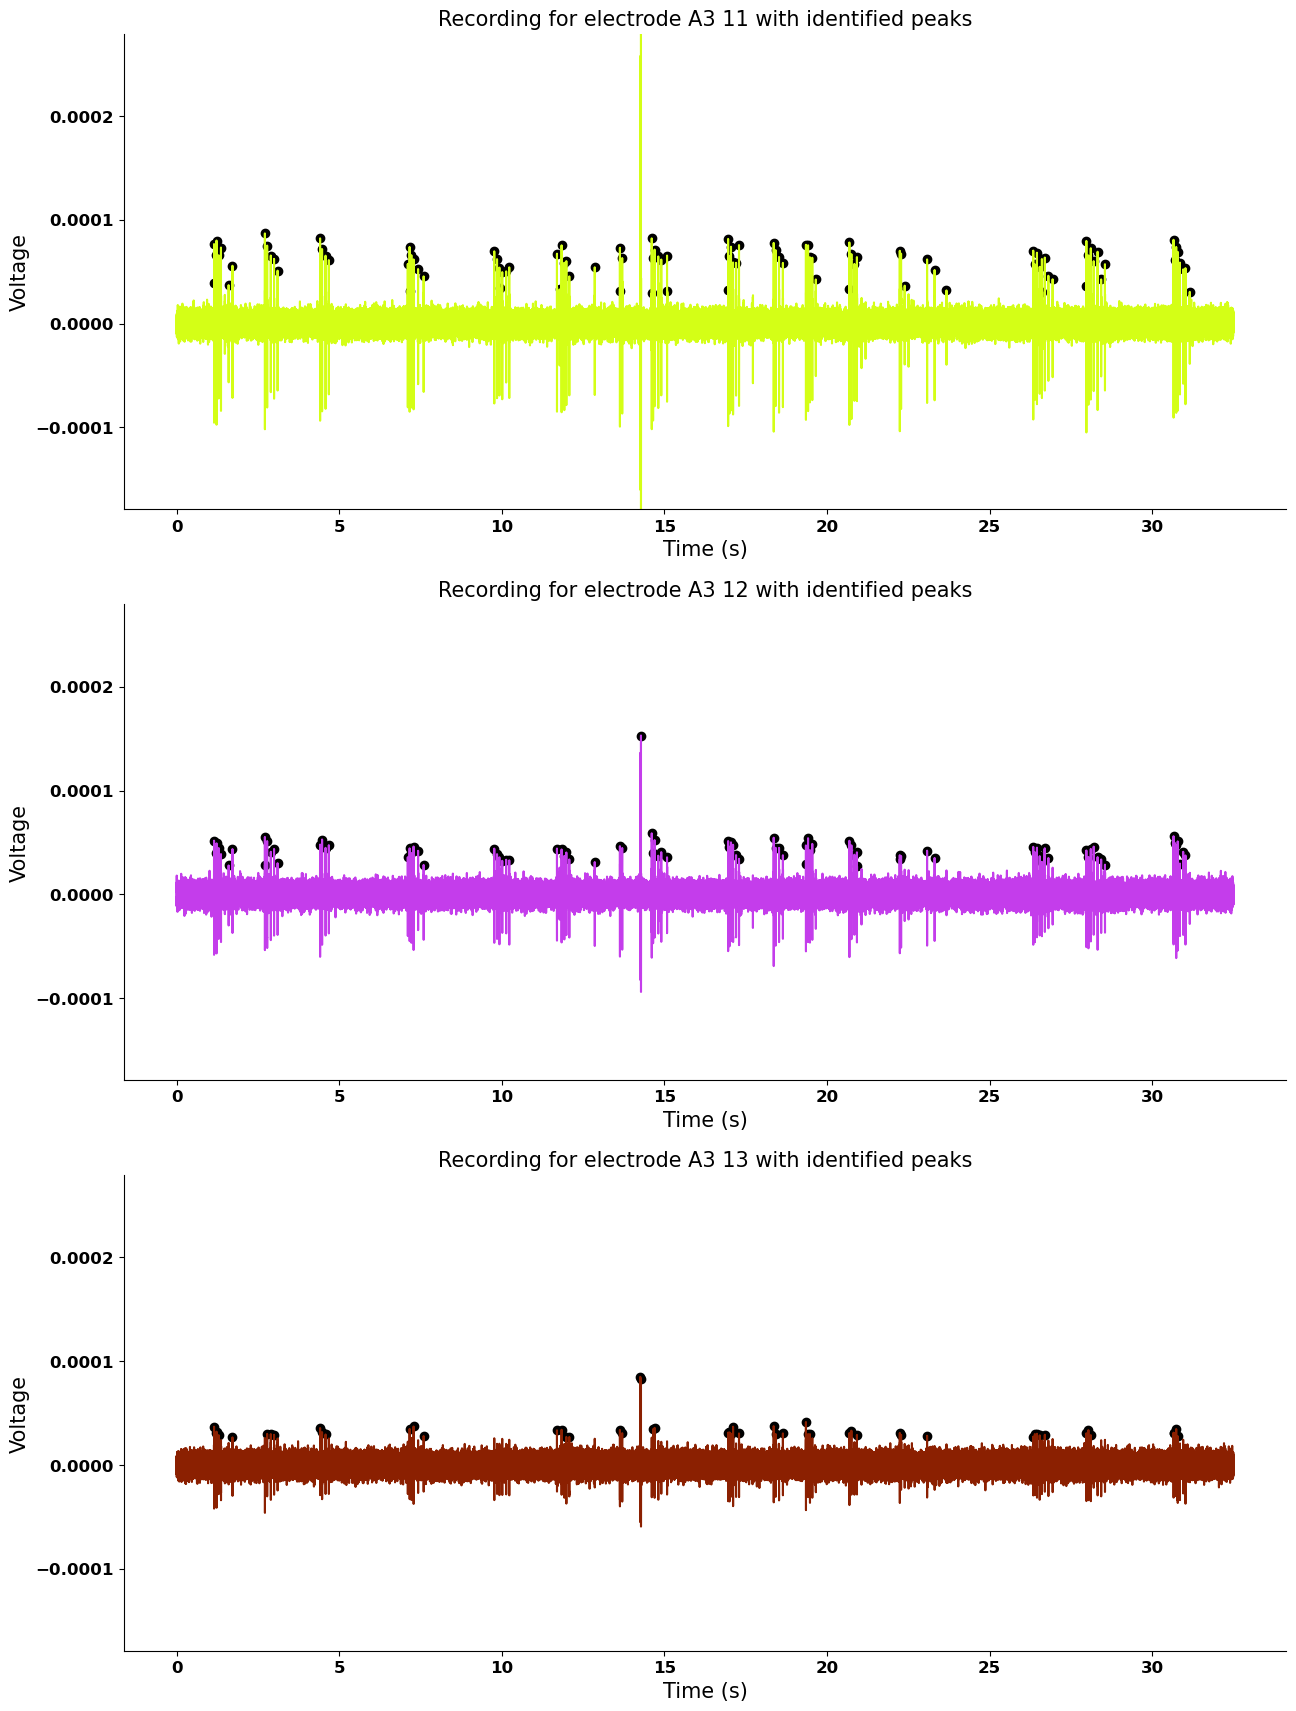 Recording for electrode A3 11 with identified peaks
Voltage
0.0002
0.0001
0.0000
−0.0001
0 5 10 15 20 25 30
Time (s)
Recording for electrode A3 12 with identified peaks
Voltage
0.0002
0.0001
0.0000
−0.0001
0 5 10 15 20 25 30
Time (s)
Recording for electrode A3 13 with identified peaks
Voltage
0.0002
0.0001
0.0000
−0.0001
0 5 10 15 20 25 30
Time (s)